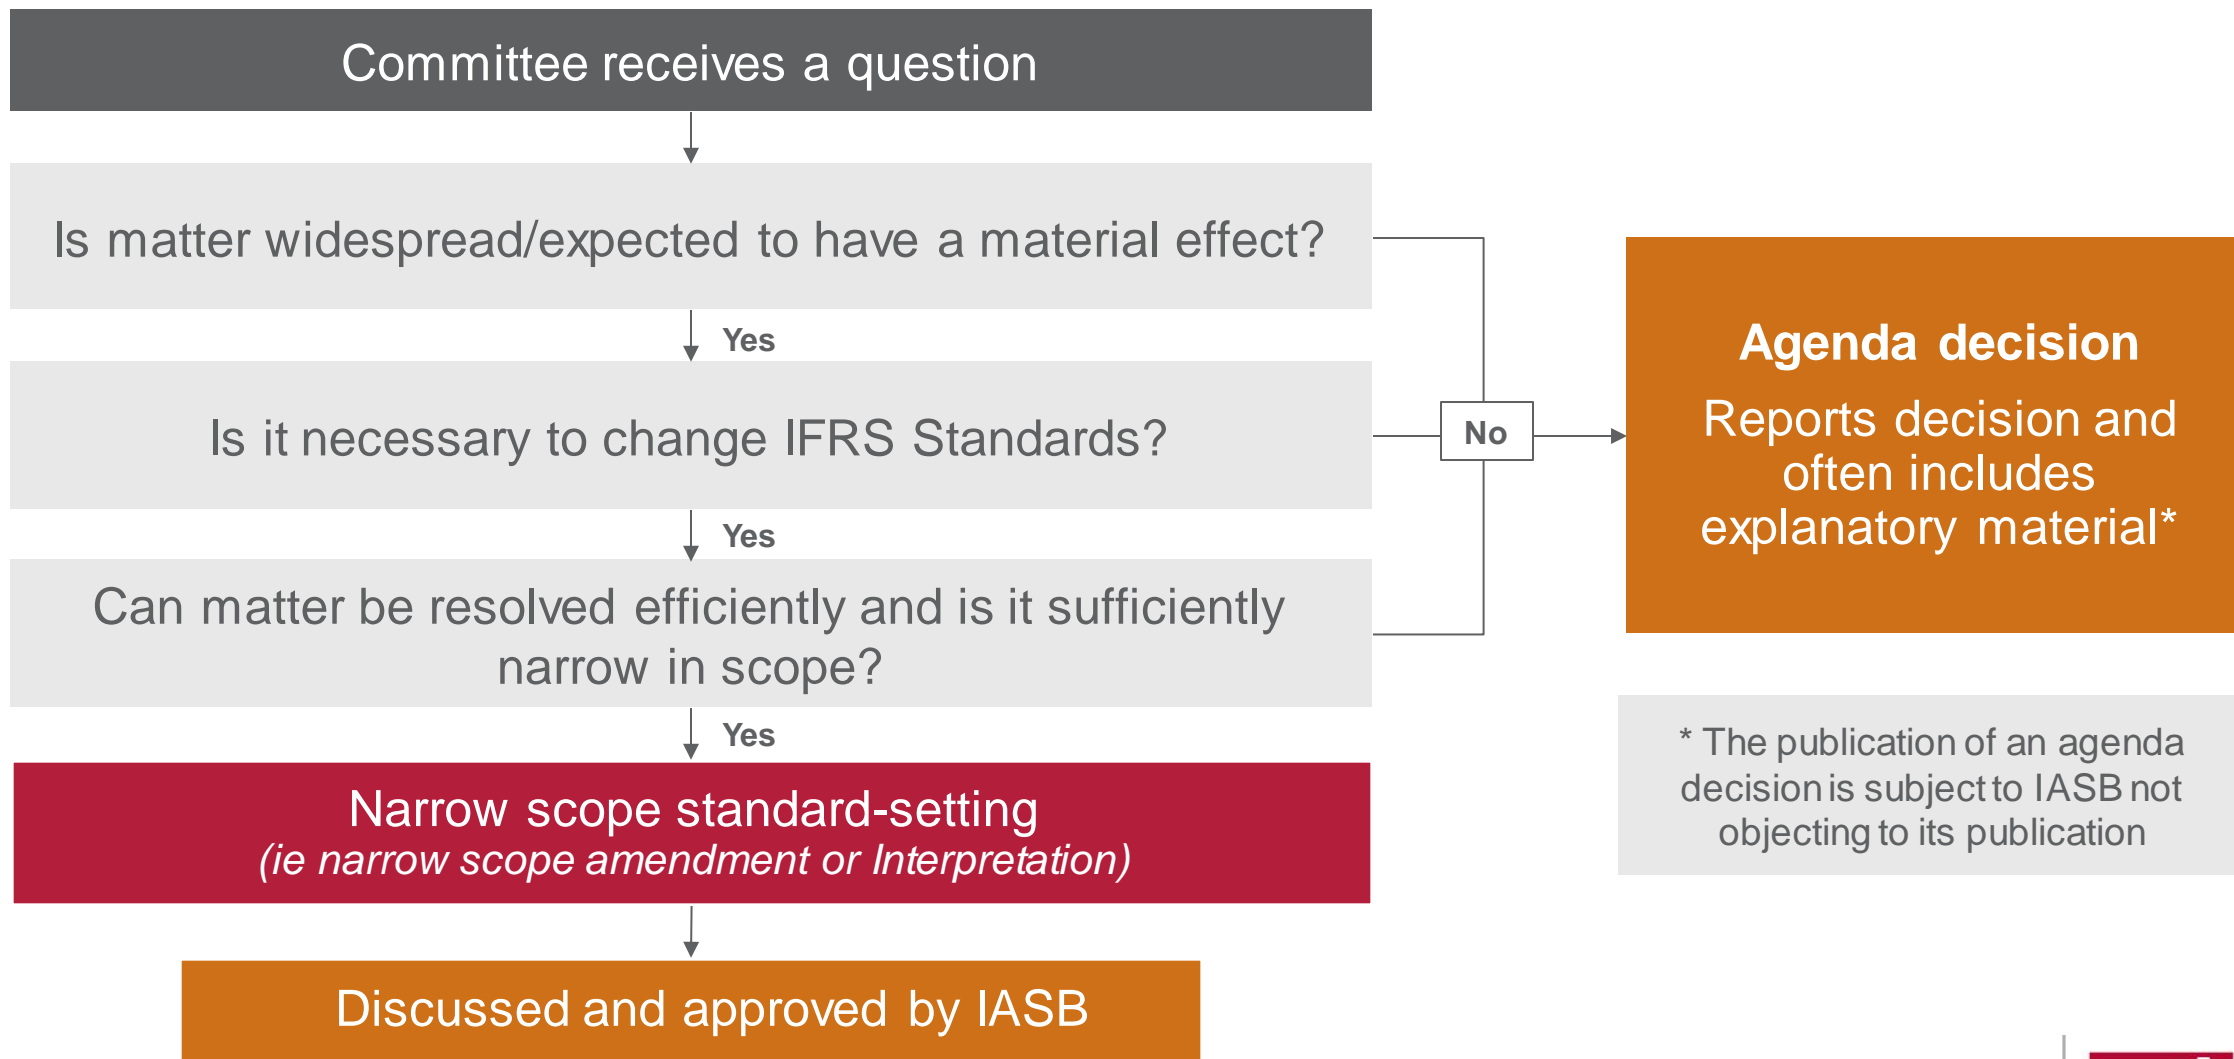 Committee receives a question
Is matter widespread/expected to have a material effect?
Yes
Is it necessary to change IFRS Standards?
Yes
Can matter be resolved efficiently and is it sufficiently
narrow in scope?
Yes
Narrow scope standard-setting
(ie narrow scope amendment or Interpretation)
Discussed and approved by IASB
No
Agenda decision
Reports decision and
often includes
explanatory material*
* The publication of an agenda
decision is subject to IASB not
objecting to its publication